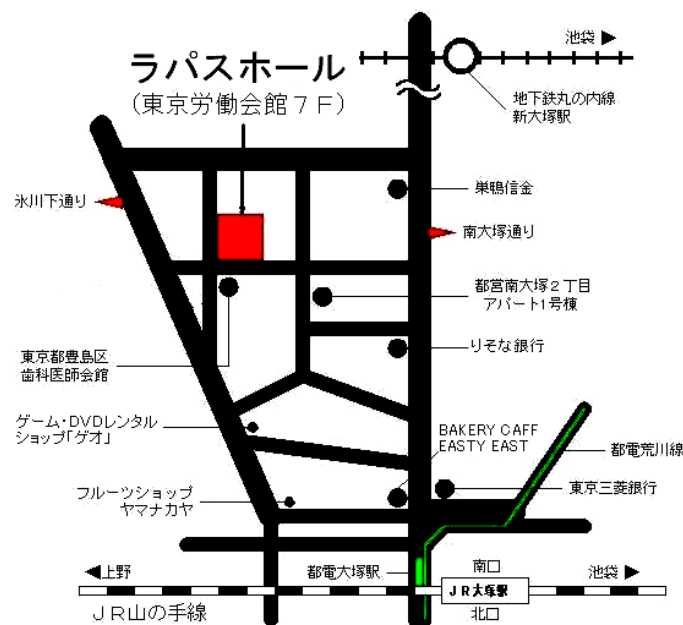 池袋
ラパスホール
(東京労働会館7F)
地下鉄丸の内線
新大塚駅
巣鴨信金
氷川下通り
南大塚通り
都営南大塚2丁目
アパート1号棟
りそな銀行
東京都豊島区
歯科医師会館
ゲーム・DVDレンタル
ショップ「ゲオ」
BAKERY CAFF
EASTY EAST
都電荒川線
東京三菱銀行
フルーツショップ
ヤマナカヤ
上野
都電大塚駅
南口
池袋
JR大塚駅
JR山の手線
北口